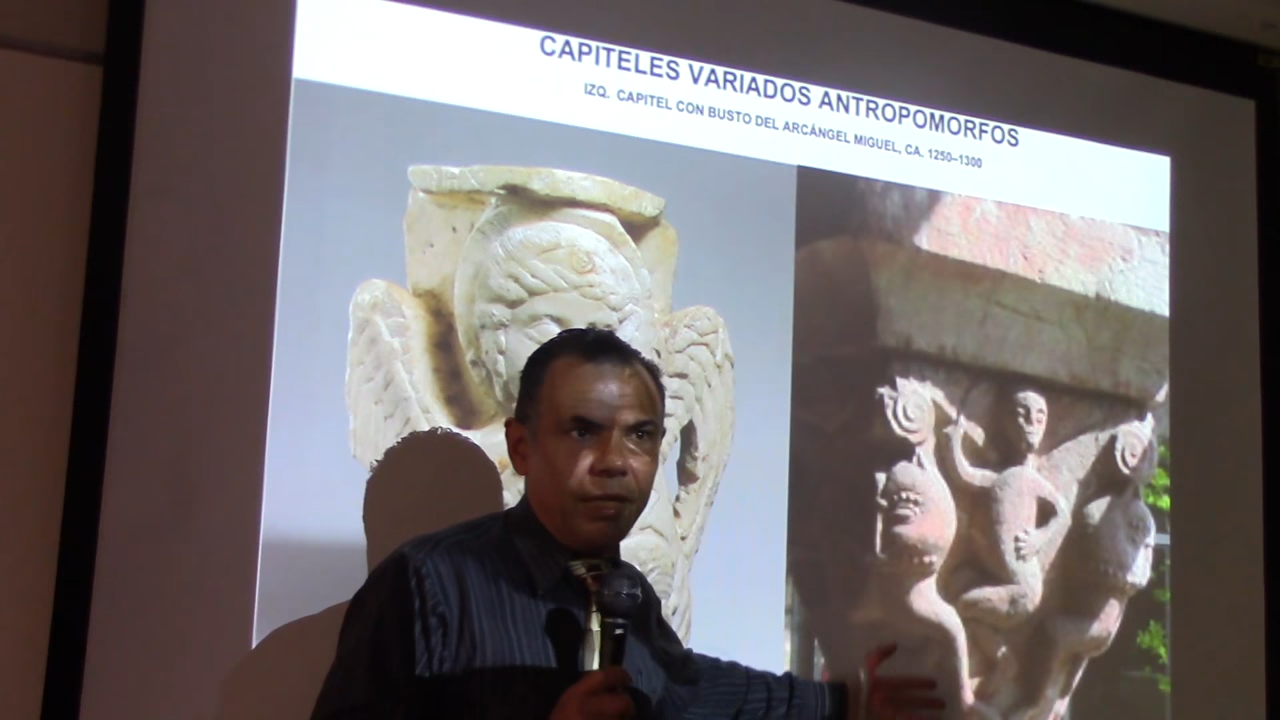 CAPITELES VARIADOS ANTROPOMORFOS
IZQ. CAPITEL CON BUSTO DEL ARCÁNGEL MIGUEL, CA. 1250–1300